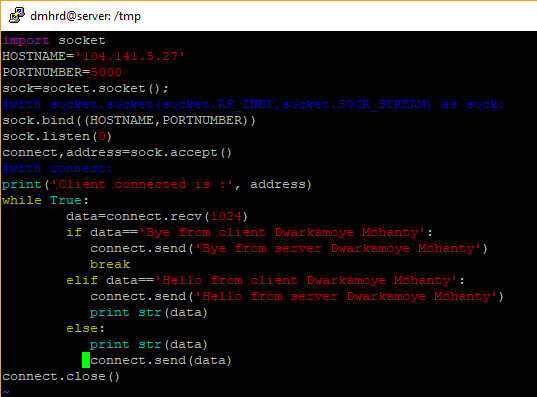 dmhrd@server: /tmp
import socket
HOSTNAME='104.141.5.27'
PORTNUMBER=5000
sock=socket.socket();
#with socket.socket(socket.AF_INET,socket.SOCK_STREAM) as sock:
sock.bind((HOSTNAME,PORTNUMBER))
sock.listen(0)
connect,address=sock.accept()
#with connect:
print('Client connected is :', address)
while True:
        data=connect.recv(1024)
        if data=='Bye from client Dwarkamoye Mohanty':
           connect.send('Bye from server Dwarkamoye Mohanty')
           break
        elif data=='Hello from client Dwarkamoye Mohanty':
           connect.send('Hello from server Dwarkamoye Mohanty')
           print str(data)
        else:
           print str(data)
           connect.send(data)
connect.close()
~